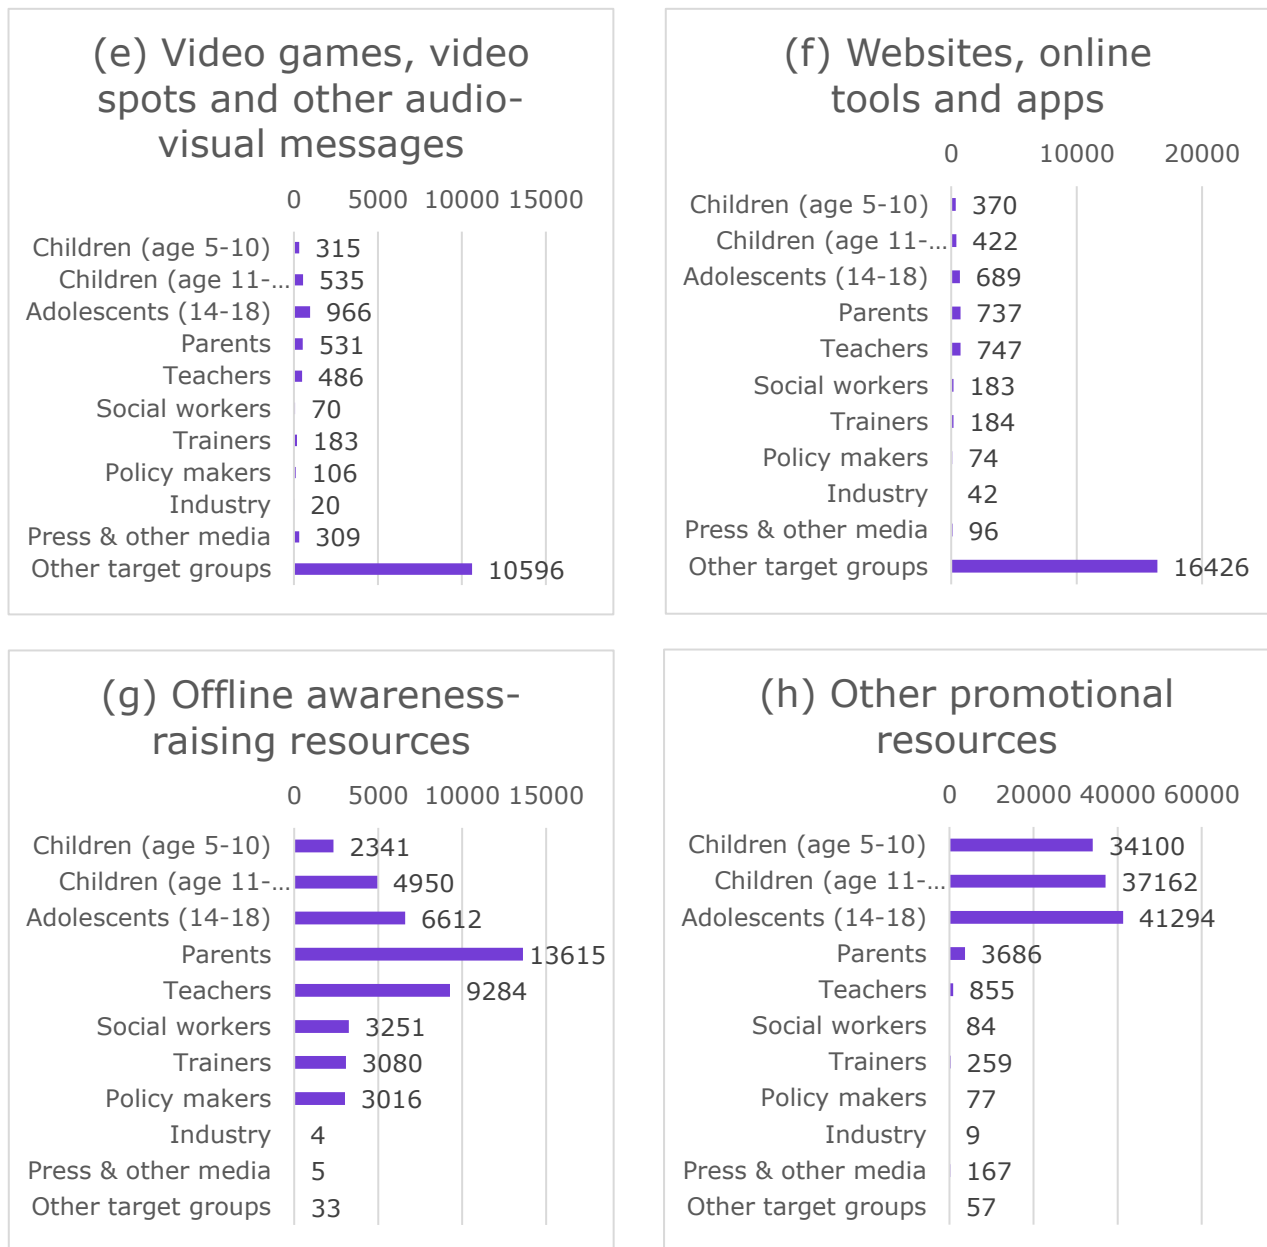 (e) Video games, video
spots and other audio-
visual messages
0 5000 10000 15000
Children (age 5-10) 315
Children (age 11-... 535
Adolescents (14-18) 966
Parents 531
Teachers 486
Social workers 70
Trainers 183
Policy makers 106
Industry 20
Press & other media 309
Other target groups 10596
(f) Websites, online
tools and apps
0 10000 20000
Children (age 5-10) 370
Children (age 11-... 422
Adolescents (14-18) 689
Parents 737
Teachers 747
Social workers 183
Trainers 184
Policy makers 74
Industry 42
Press & other media 96
Other target groups 16426
(g) Offline awareness-
raising resources
0 5000 10000 15000
Children (age 5-10) 2341
Children (age 11-... 4950
Adolescents (14-18) 6612
Parents 13615
Teachers 9284
Social workers 3251
Trainers 3080
Policy makers 3016
Industry 4
Press & other media 5
Other target groups 33
(h) Other promotional
resources
0 20000 40000 60000
Children (age 5-10) 34100
Children (age 11-... 37162
Adolescents (14-18) 41294
Parents 3686
Teachers 855
Social workers 84
Trainers 259
Policy makers 77
Industry 9
Press & other media 167
Other target groups 57